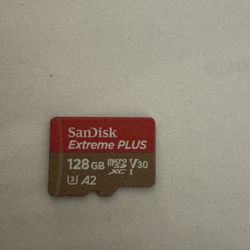 SanDisk
Extreme PLUS
128 GB micro SD XC I V30
U3 A2